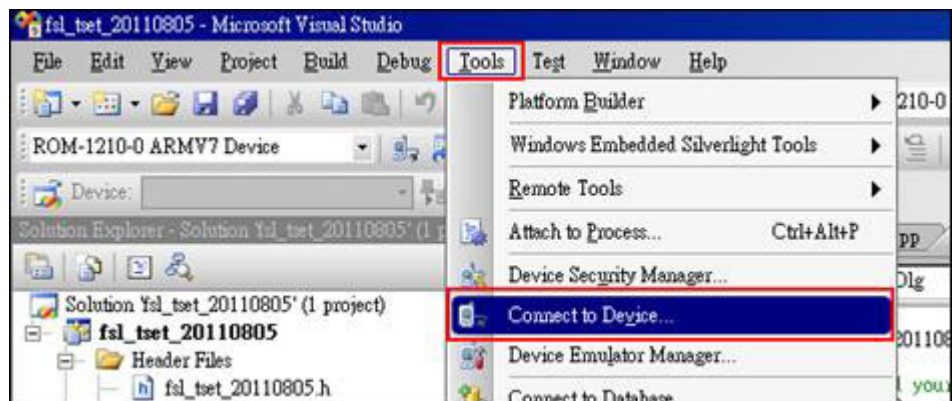 fsl_tset_20110805 - Microsoft Visual Studio
File Edit View Project Build Debug Tools Test Window Help
Platform Builder
210-0
ROM-1210-0 ARMV7 Device
Windows Embedded Silverlight Tools
Device:
Remote Tools
Solution Explorer - Solution 'fsl_tset_20110805' (1 p
Attach to Process... Ctrl+Alt+P
pp
Device Security Manager...
Dlg
Solution 'fsl_tset_20110805' (1 project)
Connect to Device...
fsl_tset_20110805
201108
Header Files
Device Emulator Manager...
fsl_tset_20110805.h
Connect to Database
you